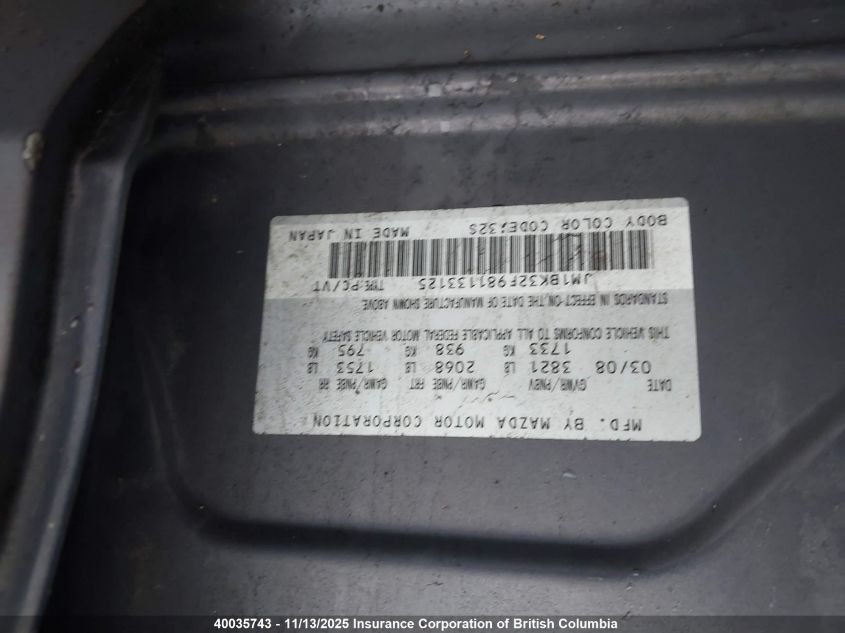 MFD. BY MAZDA MOTOR CORPORATION
DATE GVWR/PNBV GAWR/PNBE FRT GAWR/PNBE RR
03/08 3821 LB 2068 LB 1753 LB
1733 KG 938 KG 795 KG
THIS VEHICLE CONFORMS TO ALL APPLICABLE FEDERAL MOTOR VEHICLE SAFETY
STANDARDS IN EFFECT ON THE DATE OF MANUFACTURE SHOWN ABOVE.
JM1BK32F981133125 TYPE:PC/VT
BODY COLOR CODE:32S MADE IN JAPAN
40035743 - 11/13/2025 Insurance Corporation of British Columbia